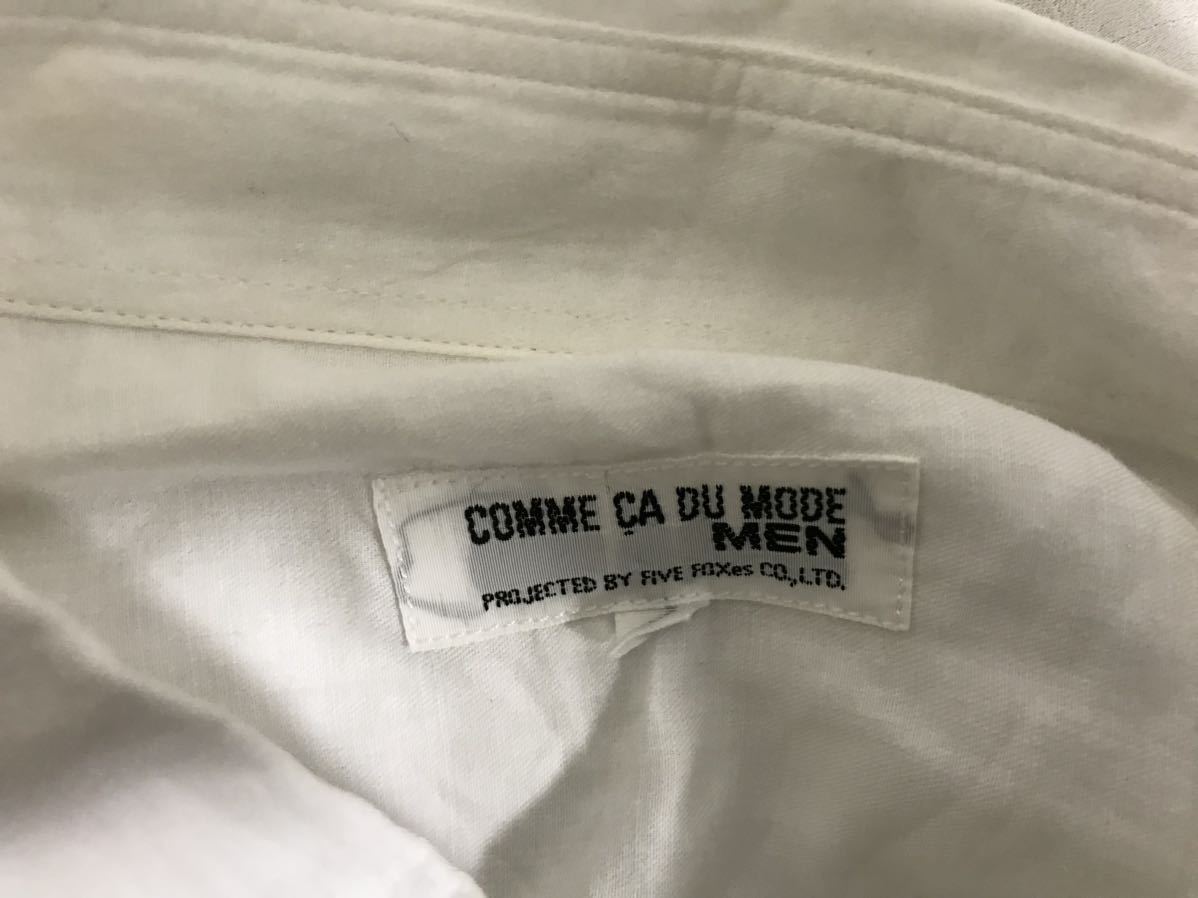 COMME ÇA DU MODE
MEN
PROJECTED BY FIVE FOXes CO.,LTD.